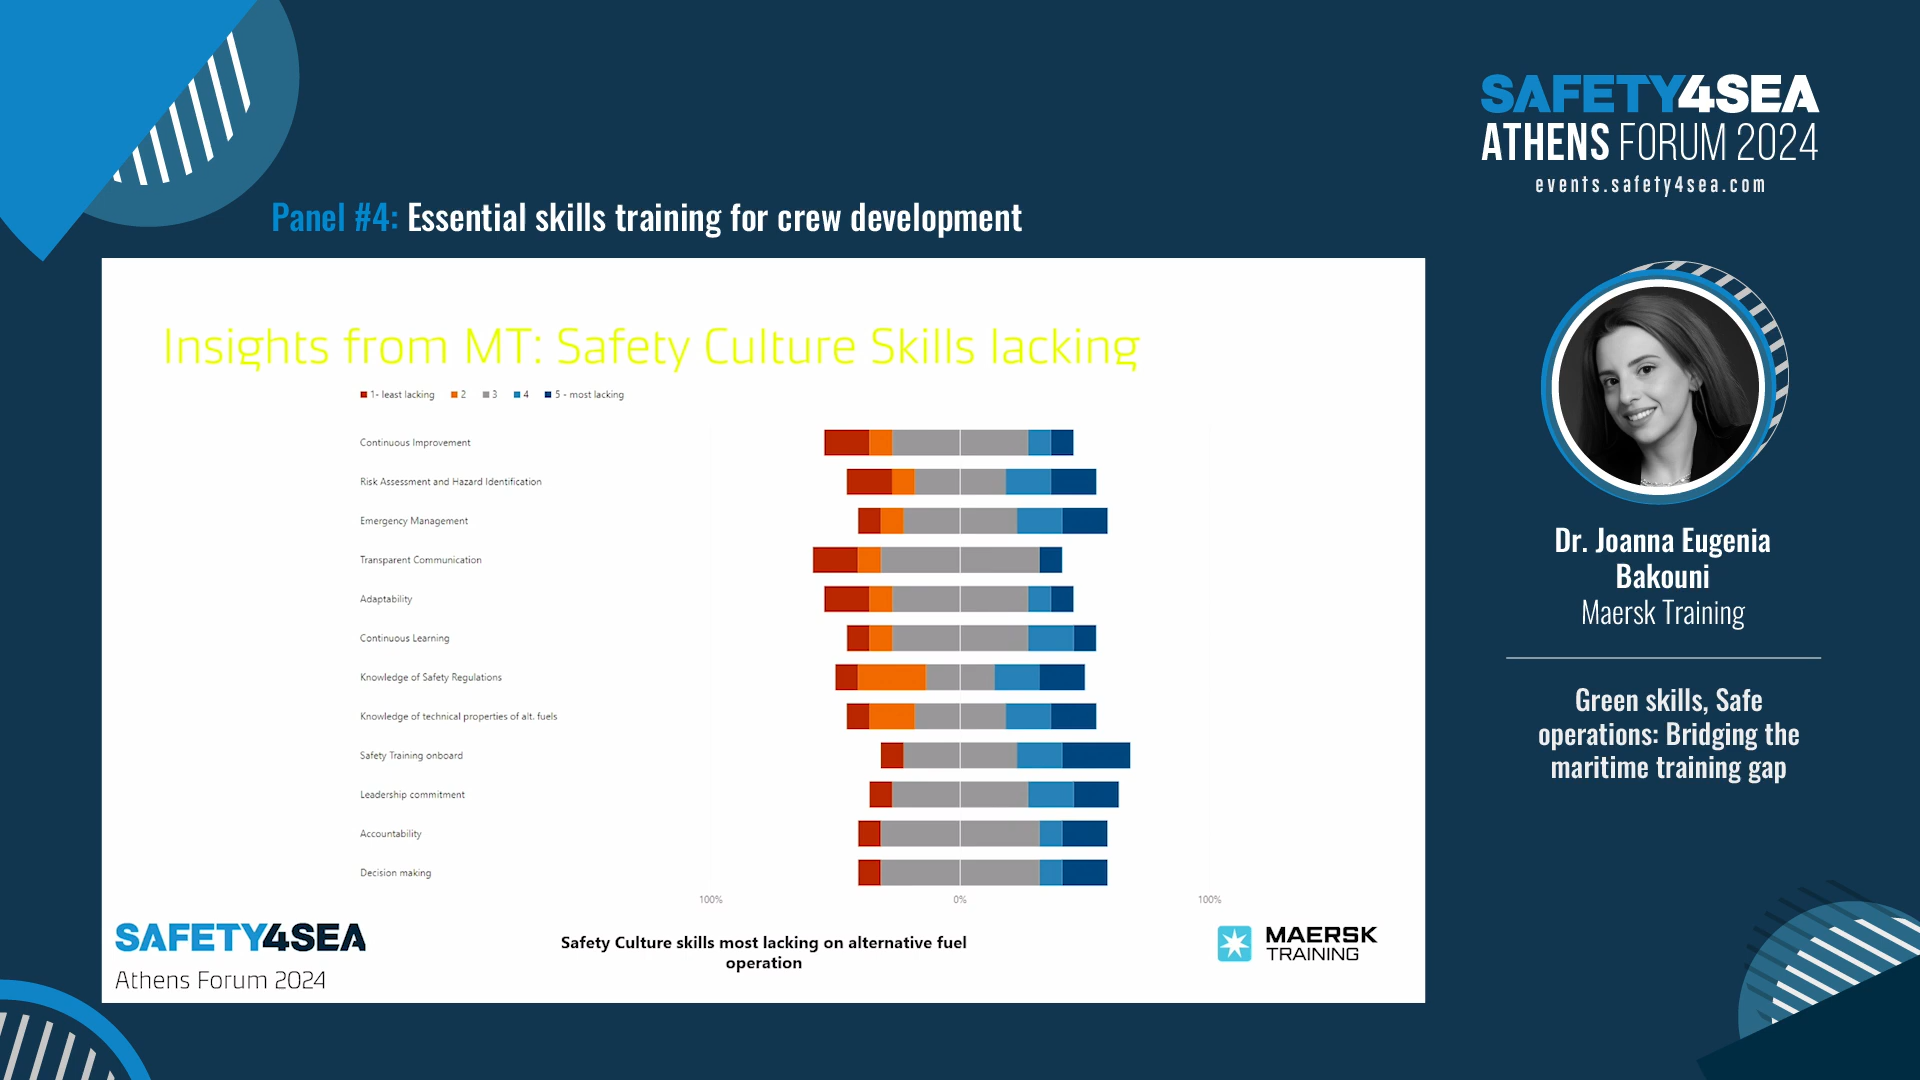 SAFETY4SEA
ATHENS FORUM 2024
events.safety4sea.com
Panel #4: Essential skills training for crew development
Insights from MT: Safety Culture Skills lacking
1- least lacking 2 3 4 5 - most lacking
Continuous Improvement
Risk Assessment and Hazard Identification
Emergency Management
Transparent Communication
Adaptability
Continuous Learning
Knowledge of Safety Regulations
Knowledge of technical properties of alt. fuels
Safety Training onboard
Leadership commitment
Accountability
Decision making
100% 0% 100%
SAFETY4SEA
Athens Forum 2024
Safety Culture skills most lacking on alternative fuel
operation
MAERSK
TRAINING
Dr. Joanna Eugenia
Bakouni
Maersk Training
Green skills, Safe
operations: Bridging the
maritime training gap